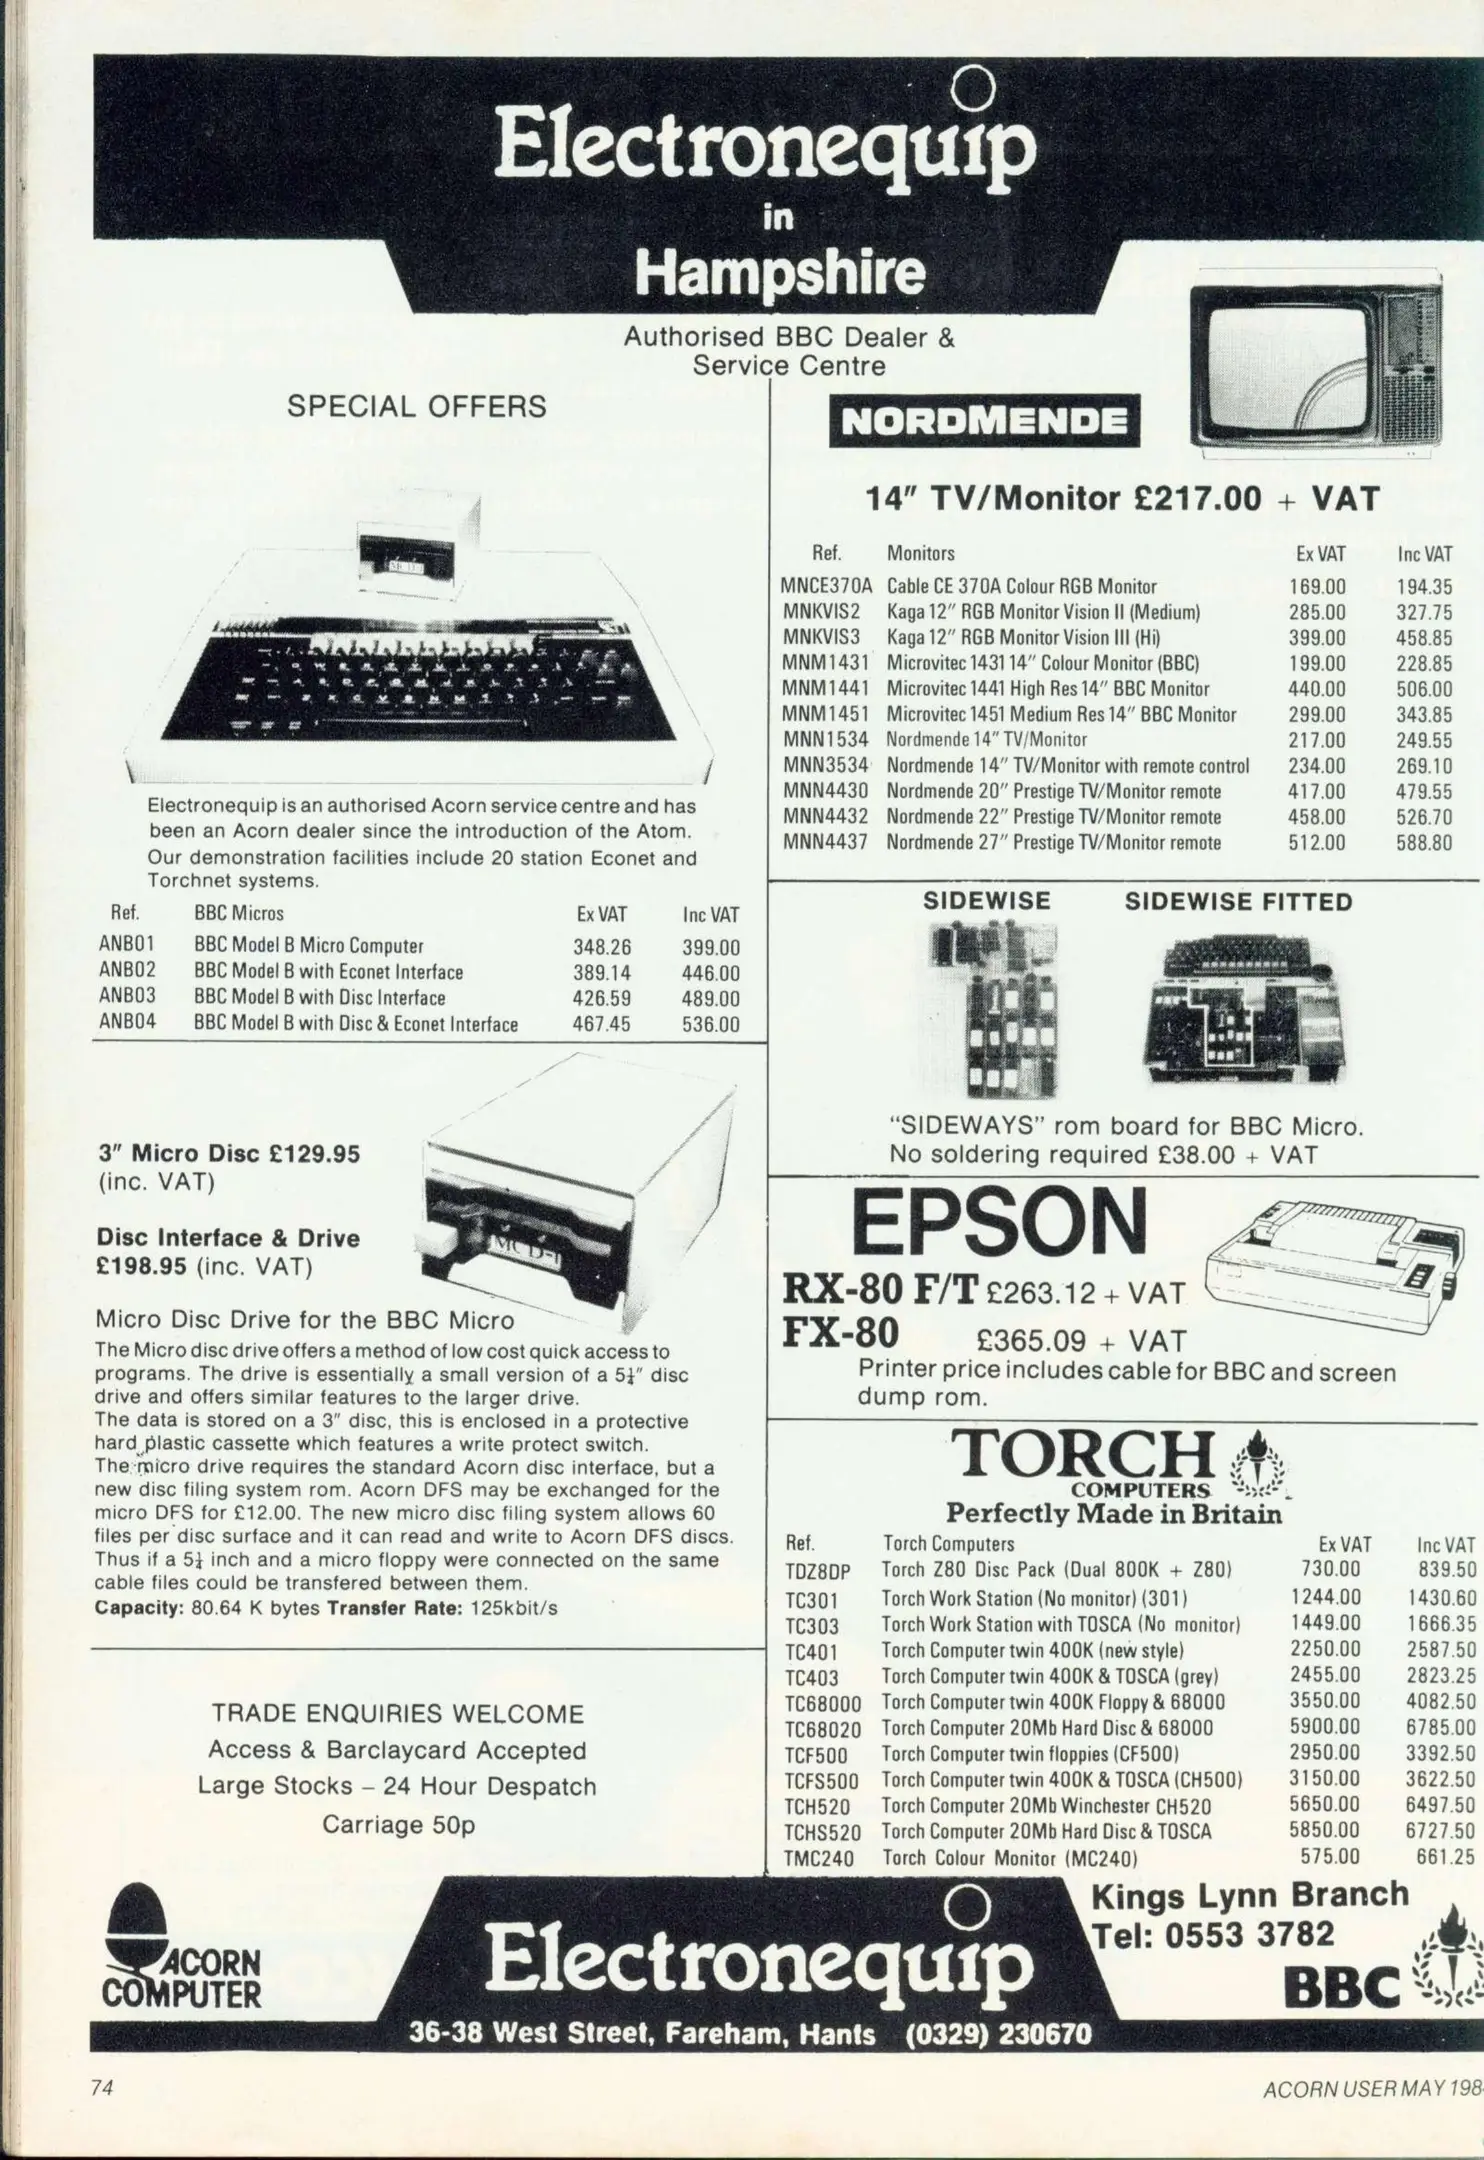 Electronequip
in
Hampshire
Authorised BBC Dealer &
Service Centre
SPECIAL OFFERS
MCD-1
Electronequip is an authorised Acorn service centre and has
been an Acorn dealer since the introduction of the Atom.
Our demonstration facilities include 20 station Econet and
Torchnet systems.
Ref. BBC Micros Ex VAT Inc VAT
ANB01 BBC Model B Micro Computer 348.26 399.00
ANB02 BBC Model B with Econet Interface 389.14 446.00
ANB03 BBC Model B with Disc Interface 426.59 489.00
ANB04 BBC Model B with Disc & Econet Interface 467.45 536.00
3" Micro Disc £129.95
(inc. VAT)
Disc Interface & Drive
£198.95 (inc. VAT)
MCD-1
Micro Disc Drive for the BBC Micro
The Micro disc drive offers a method of low cost quick access to
programs. The drive is essentially a small version of a 5¼" disc
drive and offers similar features to the larger drive.
The data is stored on a 3" disc, this is enclosed in a protective
hard plastic cassette which features a write protect switch.
The micro drive requires the standard Acorn disc interface, but a
new disc filing system rom. Acorn DFS may be exchanged for the
micro DFS for £12.00. The new micro disc filing system allows 60
files per disc surface and it can read and write to Acorn DFS discs.
Thus if a 5¼ inch and a micro floppy were connected on the same
cable files could be transfered between them.
Capacity: 80.64 K bytes Transfer Rate: 125kbit/s
TRADE ENQUIRIES WELCOME
Access & Barclaycard Accepted
Large Stocks – 24 Hour Despatch
Carriage 50p
NORDMENDE
14" TV/Monitor £217.00 + VAT
Ref. Monitors Ex VAT Inc VAT
MNCE370A Cable CE 370A Colour RGB Monitor 169.00 194.35
MNKVIS2 Kaga 12" RGB Monitor Vision II (Medium) 285.00 327.75
MNKVIS3 Kaga 12" RGB Monitor Vision III (Hi) 399.00 458.85
MNM1431 Microvitec 1431 14" Colour Monitor (BBC) 199.00 228.85
MNM1441 Microvitec 1441 High Res 14" BBC Monitor 440.00 506.00
MNM1451 Microvitec 1451 Medium Res 14" BBC Monitor 299.00 343.85
MNN1534 Nordmende 14" TV/Monitor 217.00 249.55
MNN3534 Nordmende 14" TV/Monitor with remote control 234.00 269.10
MNN4430 Nordmende 20" Prestige TV/Monitor remote 417.00 479.55
MNN4432 Nordmende 22" Prestige TV/Monitor remote 458.00 526.70
MNN4437 Nordmende 27" Prestige TV/Monitor remote 512.00 588.80
SIDEWISE SIDEWISE FITTED
"SIDEWAYS" rom board for BBC Micro.
No soldering required £38.00 + VAT
EPSON
RX-80 F/T £263.12 + VAT
FX-80 £365.09 + VAT
Printer price includes cable for BBC and screen
dump rom.
TORCH
COMPUTERS
Perfectly Made in Britain
Ref. Torch Computers Ex VAT Inc VAT
TDZ8DP Torch Z80 Disc Pack (Dual 800K + Z80) 730.00 839.50
TC301 Torch Work Station (No monitor) (301) 1244.00 1430.60
TC303 Torch Work Station with TOSCA (No monitor) 1449.00 1666.35
TC401 Torch Computer twin 400K (new style) 2250.00 2587.50
TC403 Torch Computer twin 400K & TOSCA (grey) 2455.00 2823.25
TC68000 Torch Computer twin 400K Floppy & 68000 3550.00 4082.50
TC68020 Torch Computer 20Mb Hard Disc & 68000 5900.00 6785.00
TCF500 Torch Computer twin floppies (CF500) 2950.00 3392.50
TCFS500 Torch Computer twin 400K & TOSCA (CH500) 3150.00 3622.50
TCH520 Torch Computer 20Mb Winchester CH520 5650.00 6497.50
TCHS520 Torch Computer 20Mb Hard Disc & TOSCA 5850.00 6727.50
TMC240 Torch Colour Monitor (MC240) 575.00 661.25
ACORN
COMPUTER
Electronequip
Kings Lynn Branch
Tel: 0553 3782
BBC
36-38 West Street, Fareham, Hants (0329) 230670
74
ACORN USER MAY 198